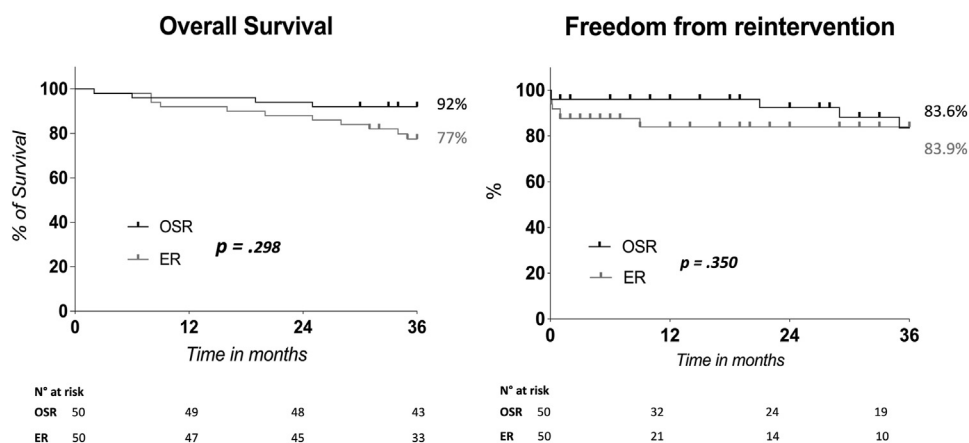 Overall Survival
100
80
60
40
20
0
% of Survival
92%
77%
OSR
ER
p = .298
0 12 24 36
Time in months
N° at risk
OSR 50 49 48 43
ER 50 47 45 33
Freedom from reintervention
100
80
60
40
20
0
%
83.6%
83.9%
OSR
ER
p = .350
0 12 24 36
Time in months
N° at risk
OSR 50 32 24 19
ER 50 21 14 10